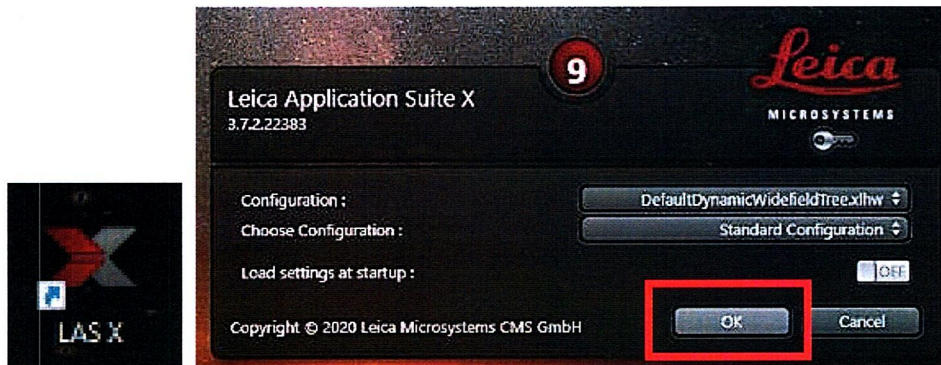 LAS X
9
Leica
MICROSYSTEMS
Leica Application Suite X
3.7.2.22383
Configuration :
DefaultDynamicWidefieldTree.xlhw
Choose Configuration :
Standard Configuration
Load settings at startup :
OFF
Copyright © 2020 Leica Microsystems CMS GmbH
OK
Cancel